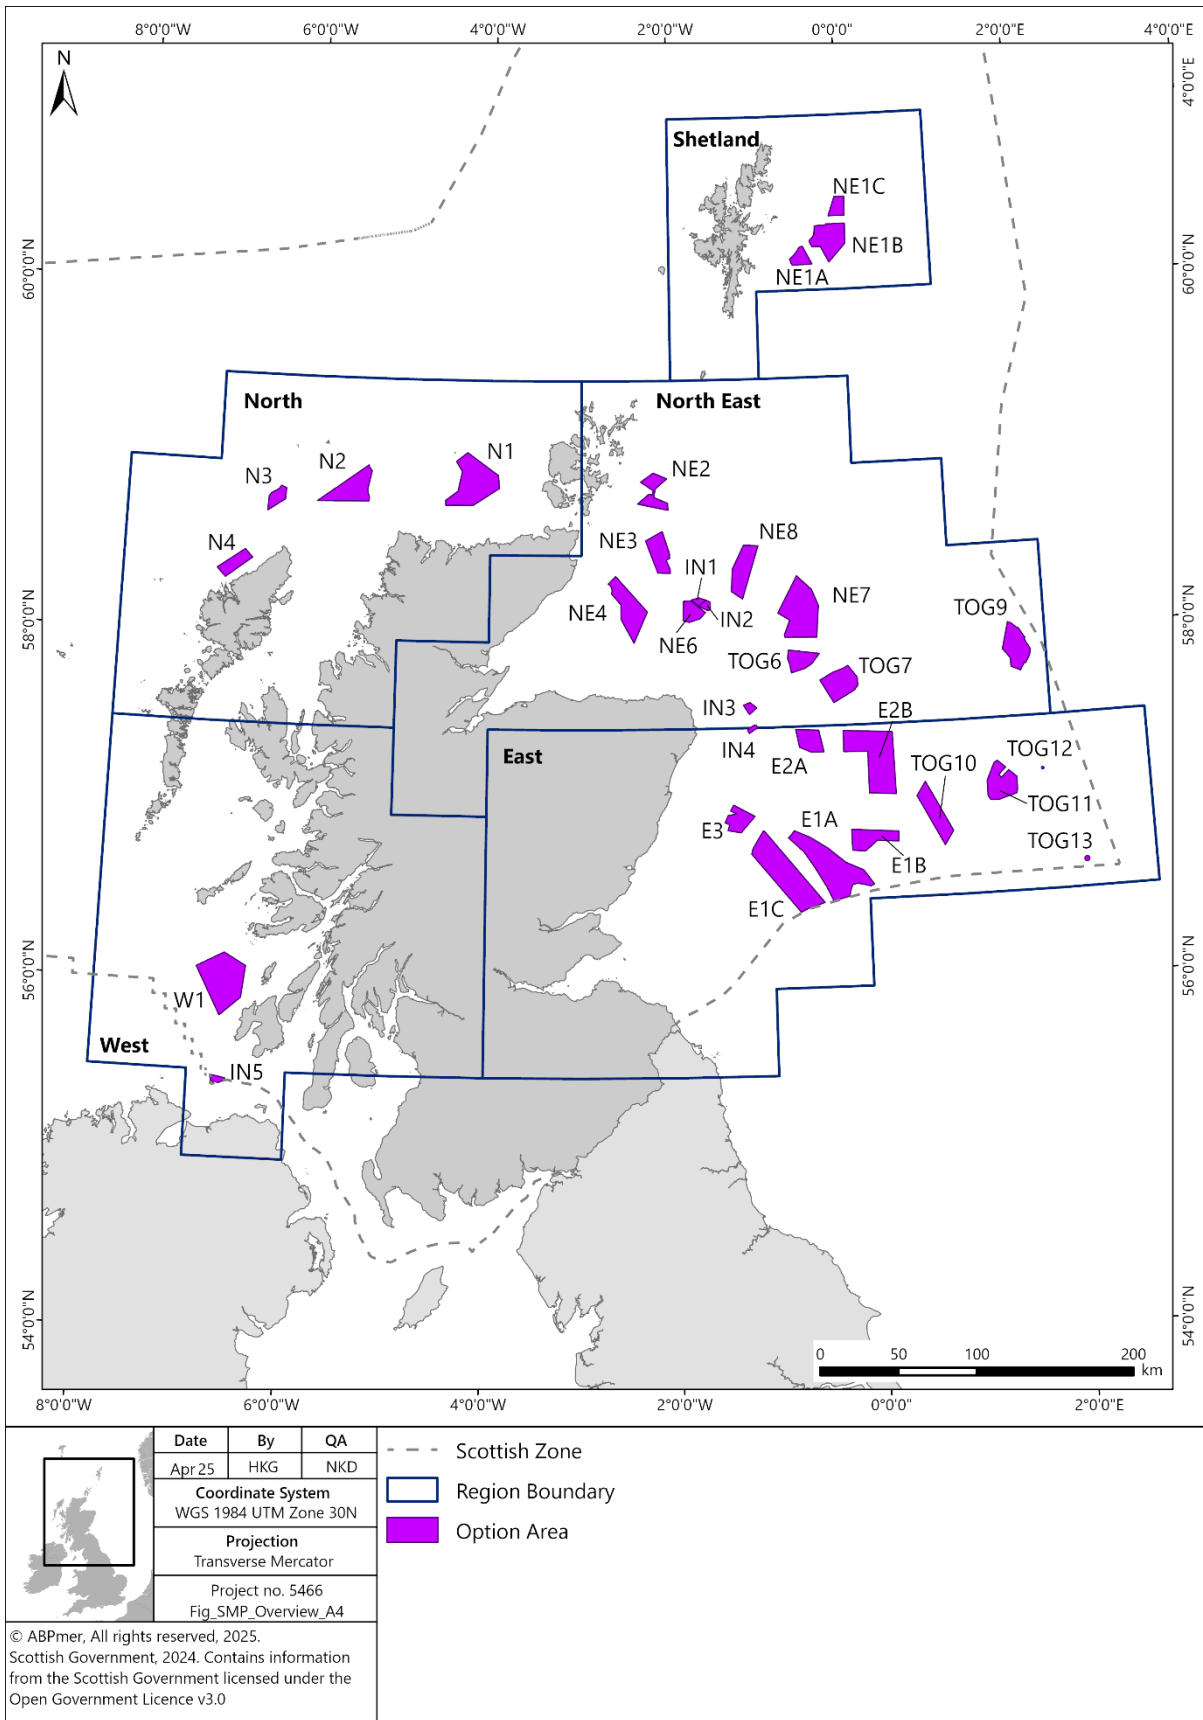 8°0'0"W 6°0'0"W 4°0'0"W 2°0'0"W 0°0'0" 2°0'0"E 4°0'0"E
N
4°0'0"E
Shetland
NE1C
NE1B
NE1A
60°0'0"N
60°0'0"N
North
North East
N1
N2
N3
N4
NE2
NE3
NE8
IN1
NE4
IN2
NE7
NE6
TOG9
58°0'0"N
58°0'0"N
TOG6
TOG7
IN3
E2B
IN4
East
E2A
TOG10
TOG12
TOG11
E3
E1A
E1B
TOG13
E1C
56°0'0"N
56°0'0"N
W1
West
IN5
54°0'0"N
54°0'0"N
0 50 100 200
km
8°0'0"W 6°0'0"W 4°0'0"W 2°0'0"W 0°0'0" 2°0'0"E
Date By QA
Apr 25 HKG NKD
Coordinate System
WGS 1984 UTM Zone 30N
Projection
Transverse Mercator
Project no. 5466
Fig_SMP_Overview_A4
Scottish Zone
Region Boundary
Option Area
© ABPmer, All rights reserved, 2025.
Scottish Government, 2024. Contains information
from the Scottish Government licensed under the
Open Government Licence v3.0